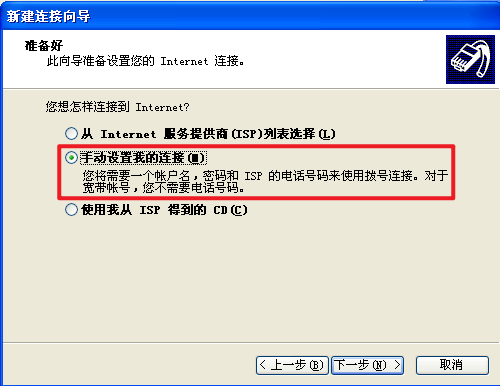 新建连接向导
准备好
此向导准备设置您的 Internet 连接。
您想怎样连接到 Internet?
从 Internet 服务提供商(ISP)列表选择(L)
手动设置我的连接(M)
您将需要一个帐户名，密码和 ISP 的电话号码来使用拨号连接。对于
宽带帐号，您不需要电话号码。
使用我从 ISP 得到的 CD(C)
< 上一步(B) 下一步(N) > 取消